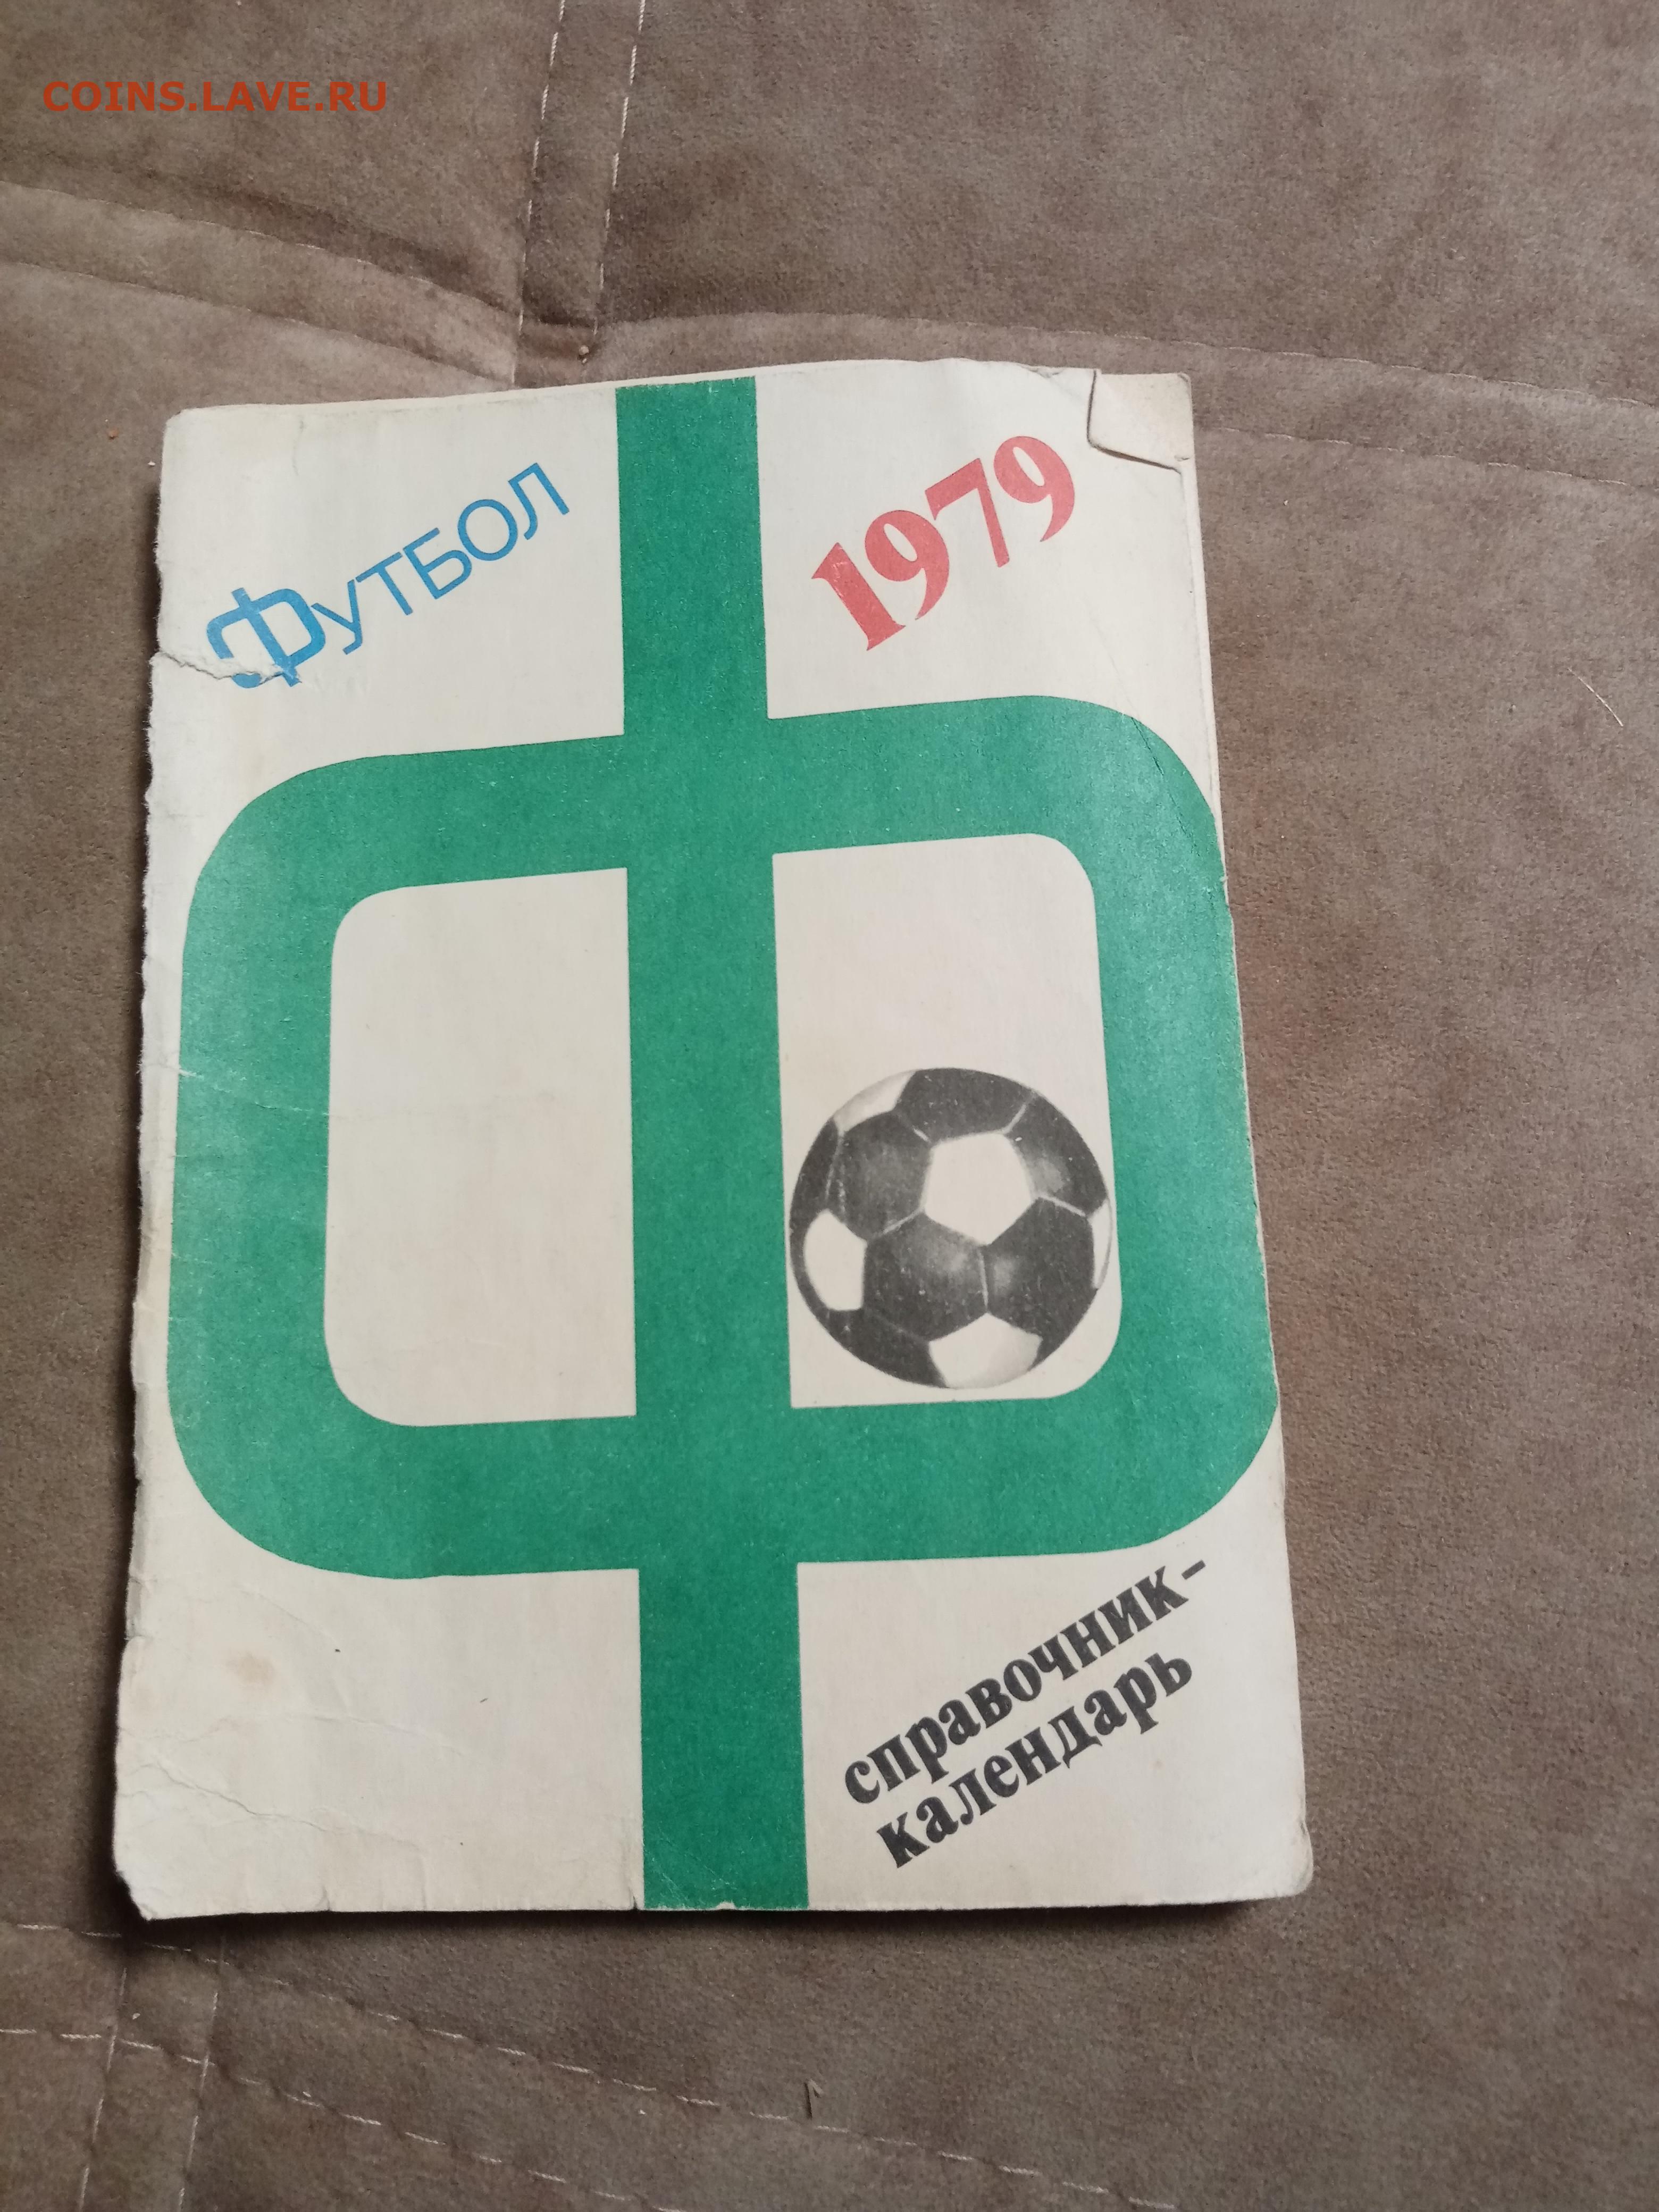 COINS.LAVE.RU
ФУТБОЛ
1979
Ф
справочник-
календарь